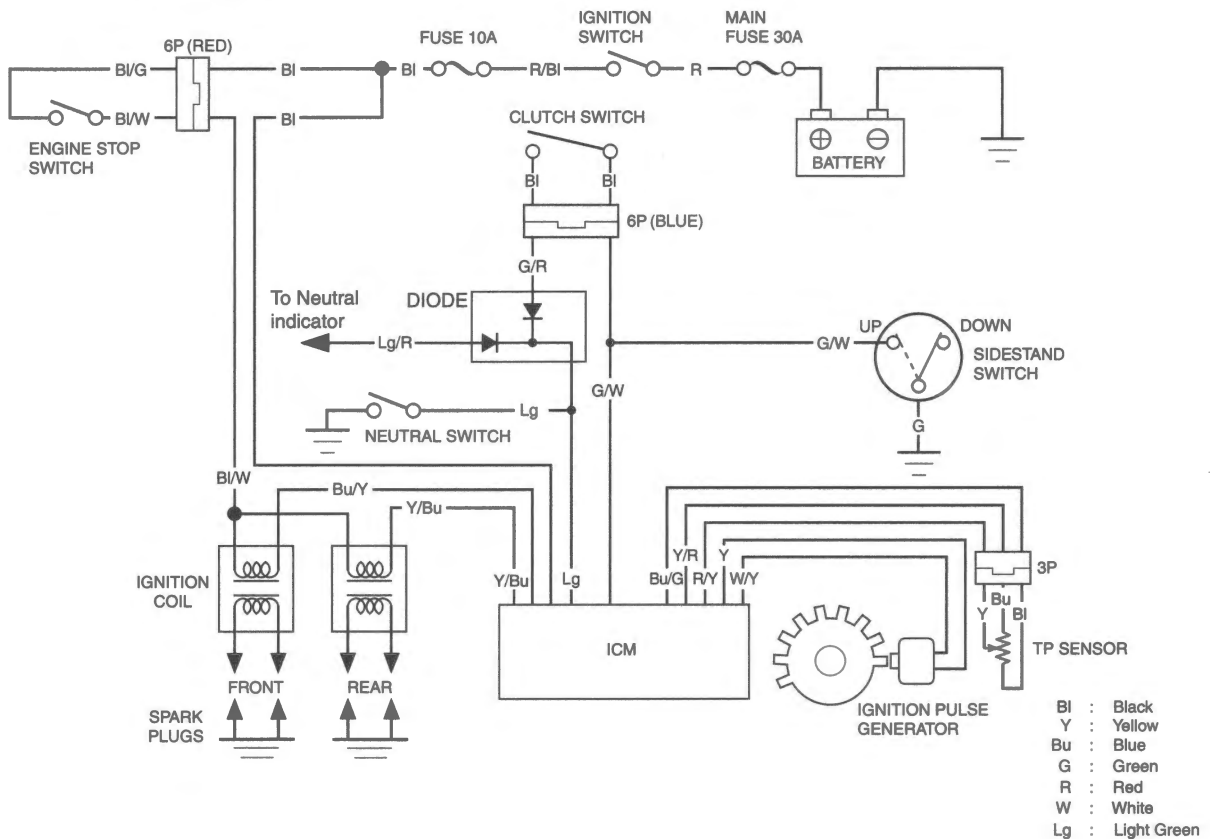 6P (RED)
Bl/G
Bl
Bl
FUSE 10A
R/Bl
IGNITION
SWITCH
R
MAIN
FUSE 30A
Bl/W
Bl
ENGINE STOP
SWITCH
CLUTCH SWITCH
Bl
Bl
BATTERY
6P (BLUE)
G/R
To Neutral
indicator
DIODE
Lg/R
G/W
UP
DOWN
SIDESTAND
SWITCH
G/W
Lg
NEUTRAL SWITCH
G
Bl/W
Bu/Y
Y/Bu
Y/R
Y
Bu/G
R/Y
W/Y
3P
IGNITION
COIL
Y/Bu
Lg
Bu
Y
Bl
ICM
TP SENSOR
FRONT
REAR
SPARK
PLUGS
IGNITION PULSE
GENERATOR
Bl : Black
Y : Yellow
Bu : Blue
G : Green
R : Red
W : White
Lg : Light Green